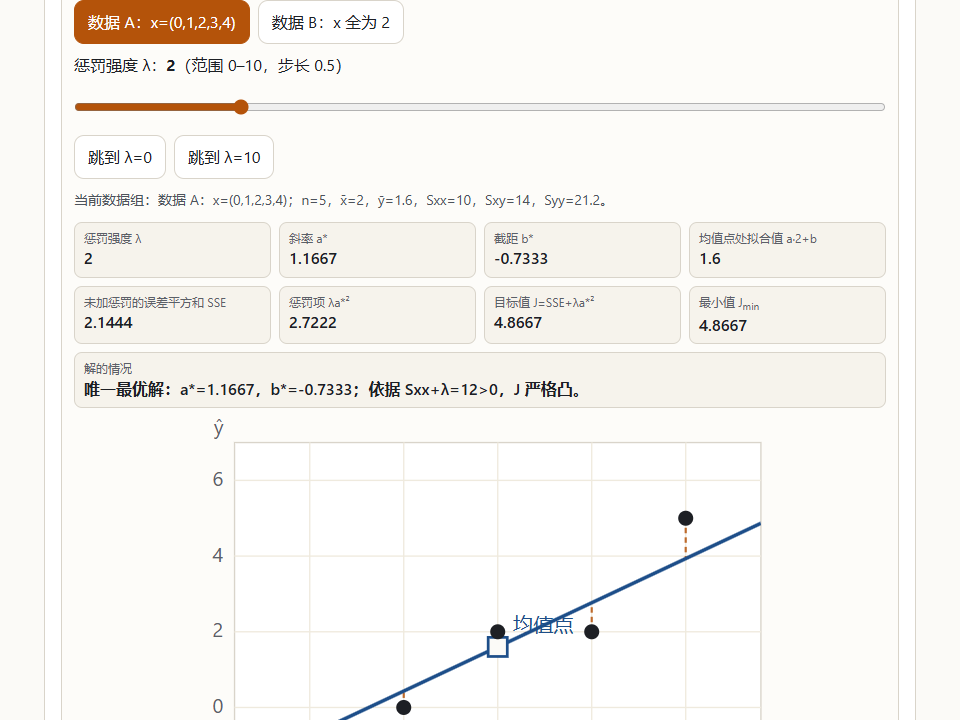 数据 A：x=(0,1,2,3,4)
数据 B：x 全为 2
惩罚强度 λ：2（范围 0–10，步长 0.5）
跳到 λ=0
跳到 λ=10
当前数据组：数据 A：x=(0,1,2,3,4)；n=5，x̄=2，ȳ=1.6，Sxx=10，Sxy=14，Syy=21.2。
惩罚强度 λ
2
斜率 a*
1.1667
截距 b*
-0.7333
均值点处拟合值 a·2+b
1.6
未加惩罚的误差平方和 SSE
2.1444
惩罚项 λa*²
2.7222
目标值 J=SSE+λa*²
4.8667
最小值 Jmin
4.8667
解的情况
唯一最优解：a*=1.1667，b*=-0.7333；依据 Sxx+λ=12>0，J 严格凸。
ŷ
6
4
均值点
2
0